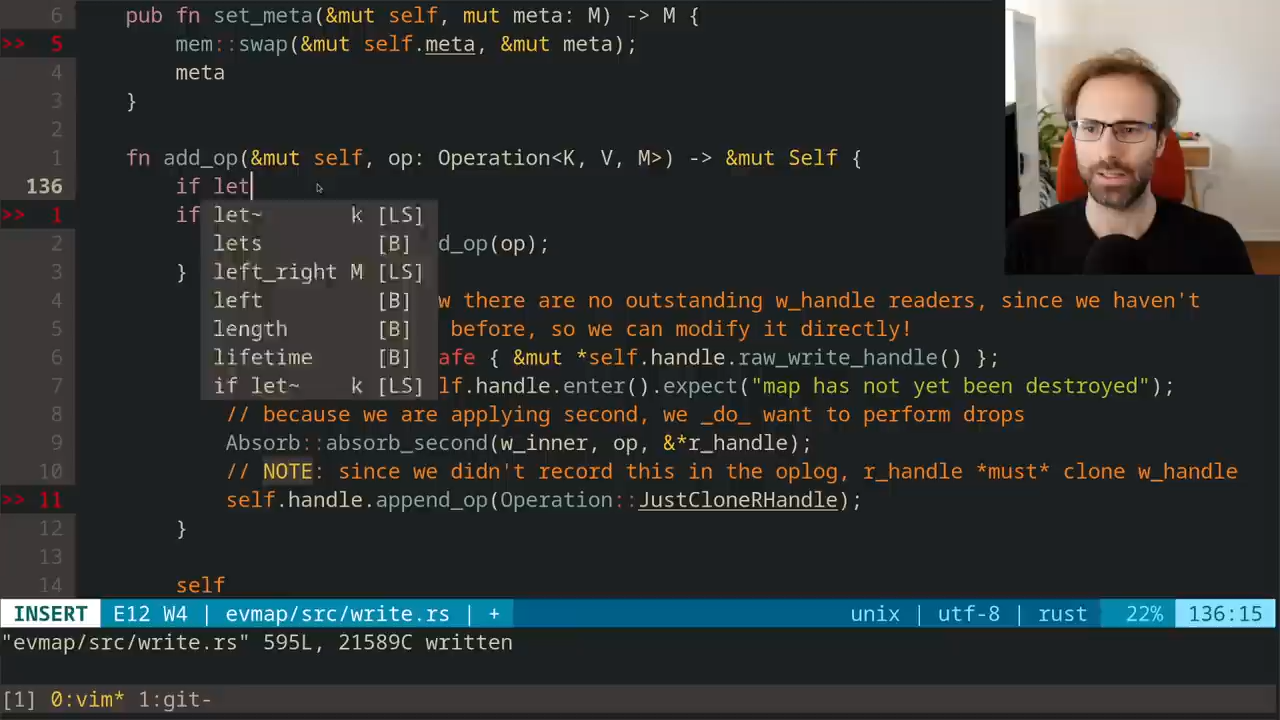 6 pub fn set_meta(&mut self, mut meta: M) -> M {
>> 5 mem::swap(&mut self.meta, &mut meta);
4 meta
3 }
2
1 fn add_op(&mut self, op: Operation<K, V, M>) -> &mut Self {
136 if let
>> 1 if let~ k [LS]
2 lets [B] d_op(op);
3 } left_right M [LS]
4 left [B] w there are no outstanding w_handle readers, since we haven't
5 length [B] before, so we can modify it directly!
6 lifetime [B] afe { &mut *self.handle.raw_write_handle() };
7 if let~ k [LS] lf.handle.enter().expect("map has not yet been destroyed");
8 // because we are applying second, we _do_ want to perform drops
9 Absorb::absorb_second(w_inner, op, &*r_handle);
10 // NOTE: since we didn't record this in the oplog, r_handle *must* clone w_handle
>> 11 self.handle.append_op(Operation::JustCloneRHandle);
12 }
13
14 self
INSERT E12 W4 | evmap/src/write.rs | + unix | utf-8 | rust 22% 136:15
"evmap/src/write.rs" 595L, 21589C written
[1] 0:vim* 1:git-